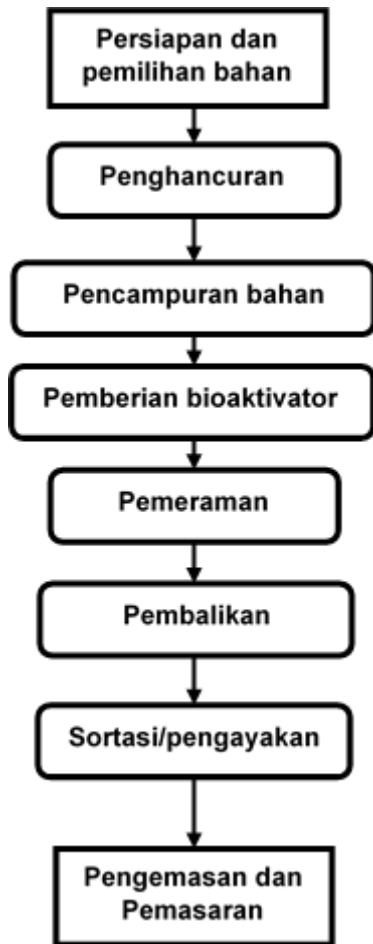 Persiapan dan
pemilihan bahan
Penghancuran
Pencampuran bahan
Pemberian bioaktivator
Pemeraman
Pembalikan
Sortasi/pengayakan
Pengemasan dan
Pemasaran